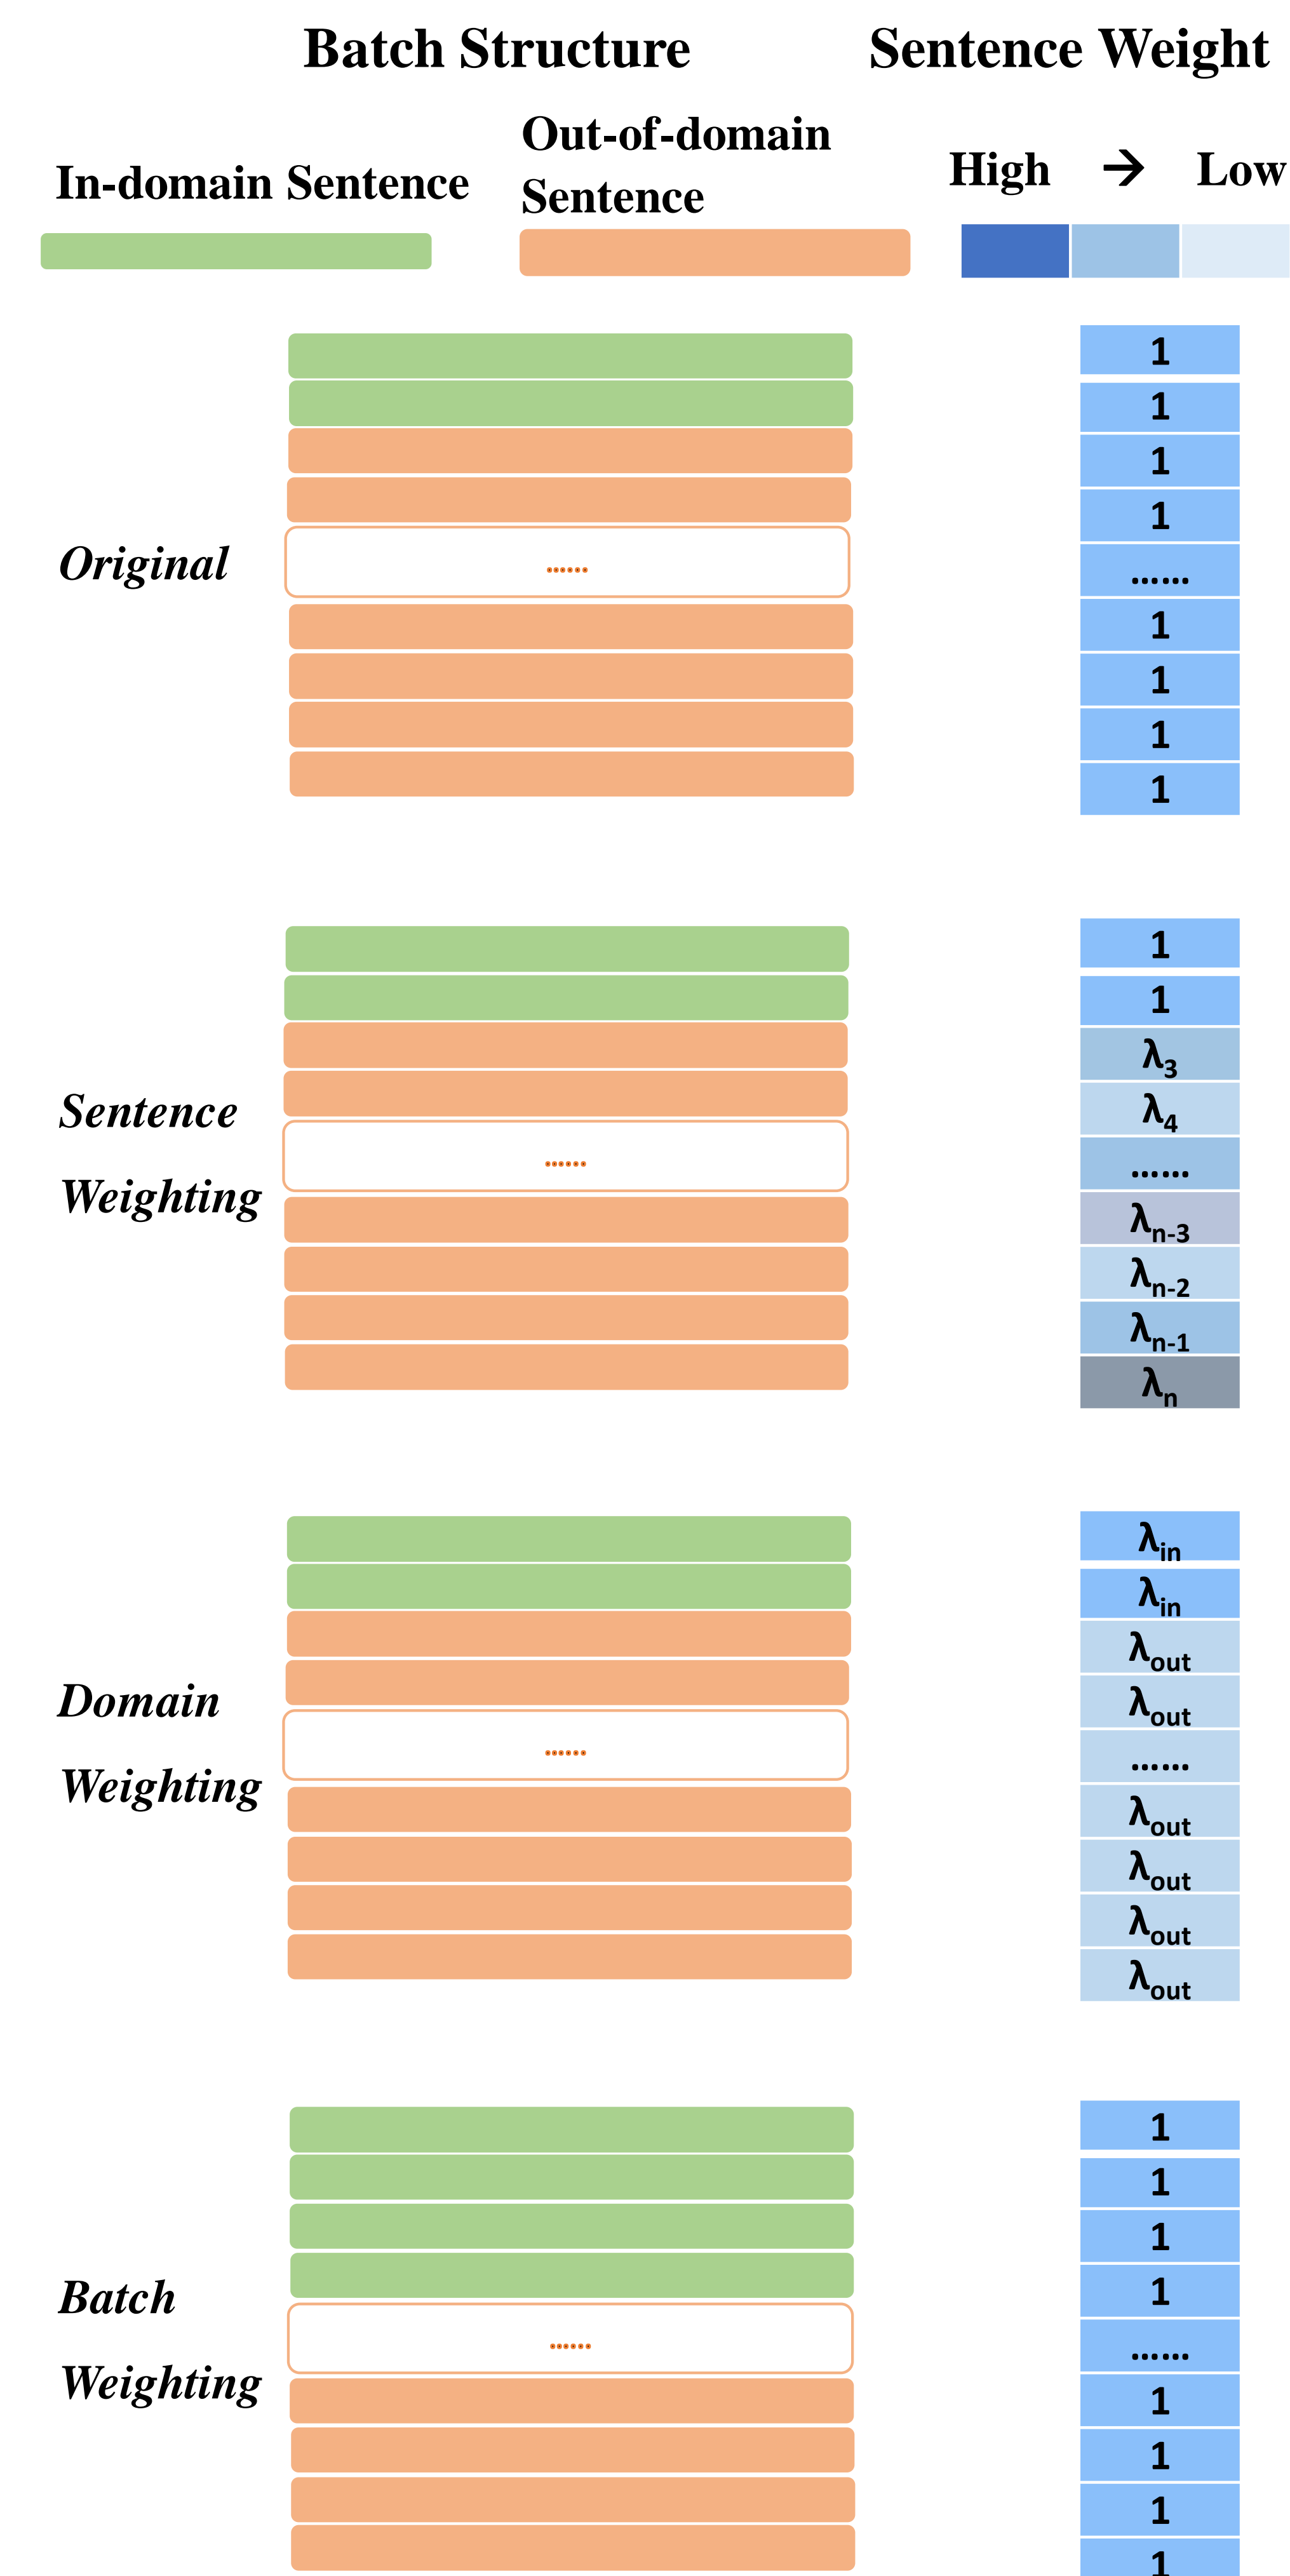 Batch Structure
Sentence Weight
In-domain Sentence
Out-of-domain
Sentence
High → Low
Original
......
1
1
1
1
......
1
1
1
1
Sentence
Weighting
......
1
1
λ3
λ4
......
λn-3
λn-2
λn-1
λn
Domain
Weighting
......
λin
λin
λout
λout
......
λout
λout
λout
λout
Batch
Weighting
......
1
1
1
1
......
1
1
1
1